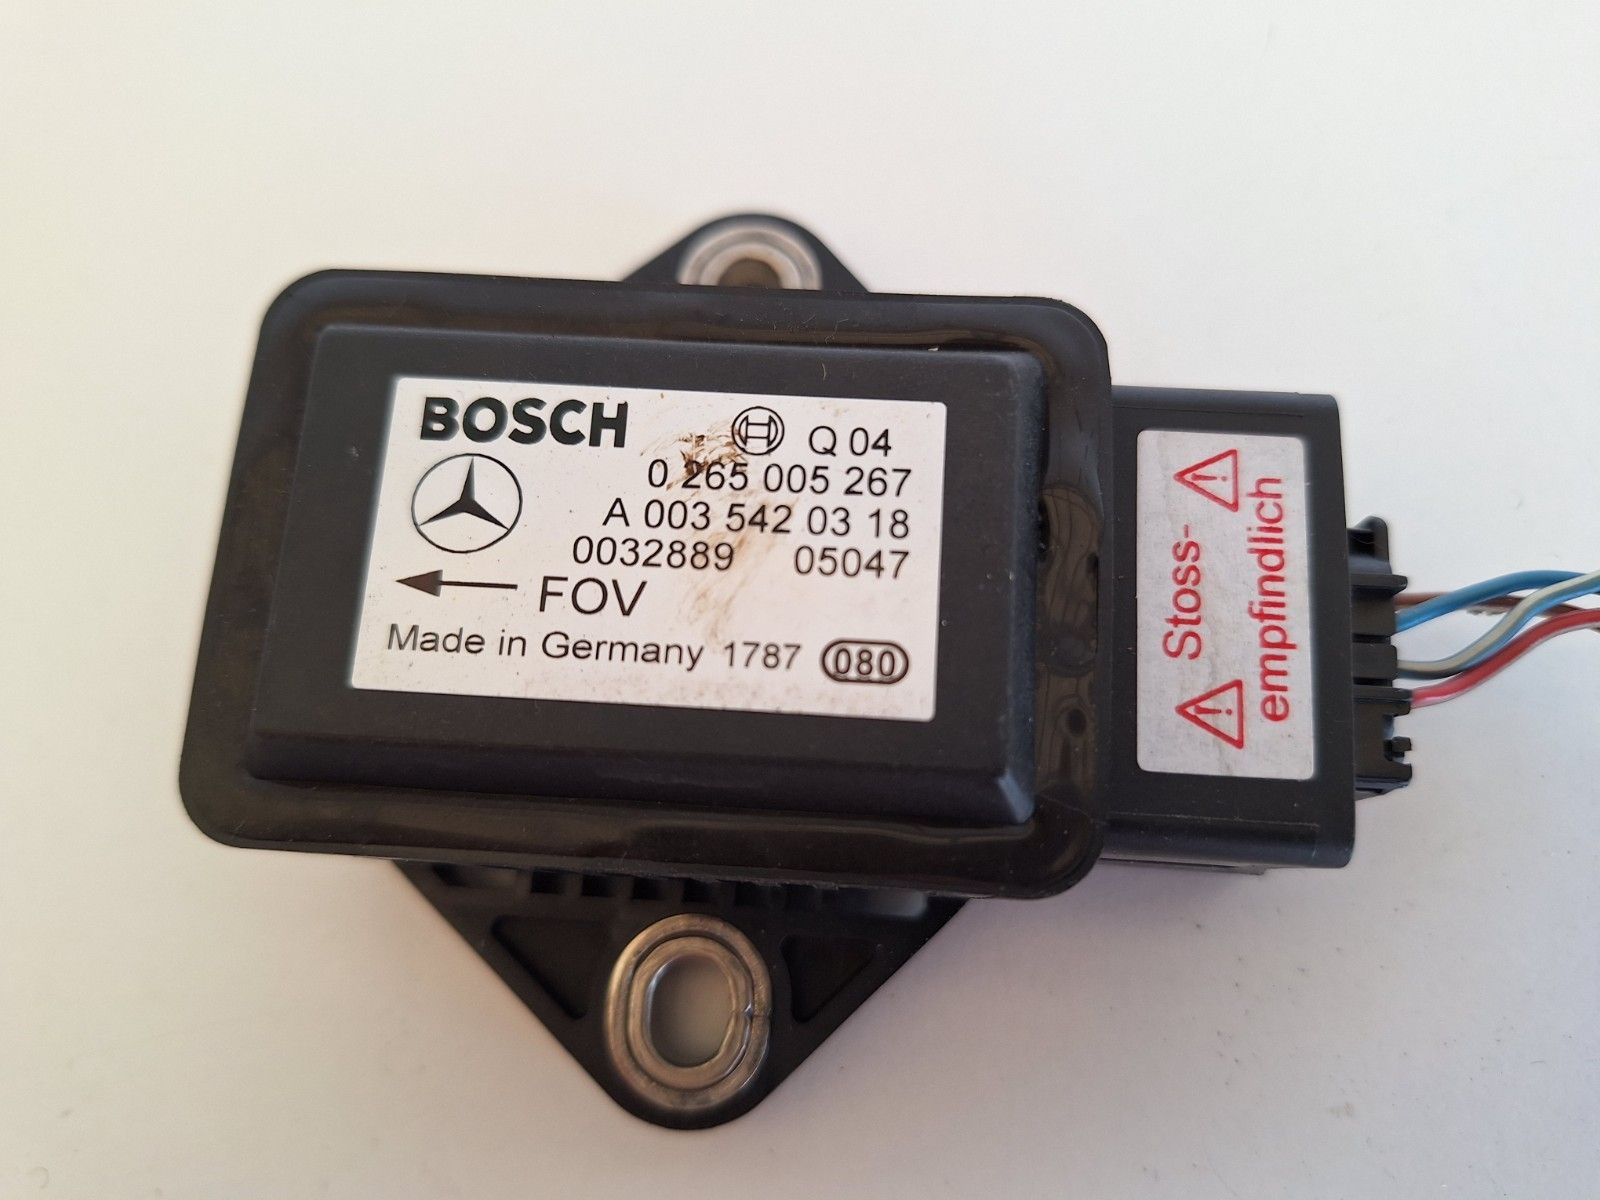 BOSCH Q 04
0 265 005 267
A 003 542 03 18
0032889 05047
FOV
Made in Germany 1787 080
Stoss-
empfindlich